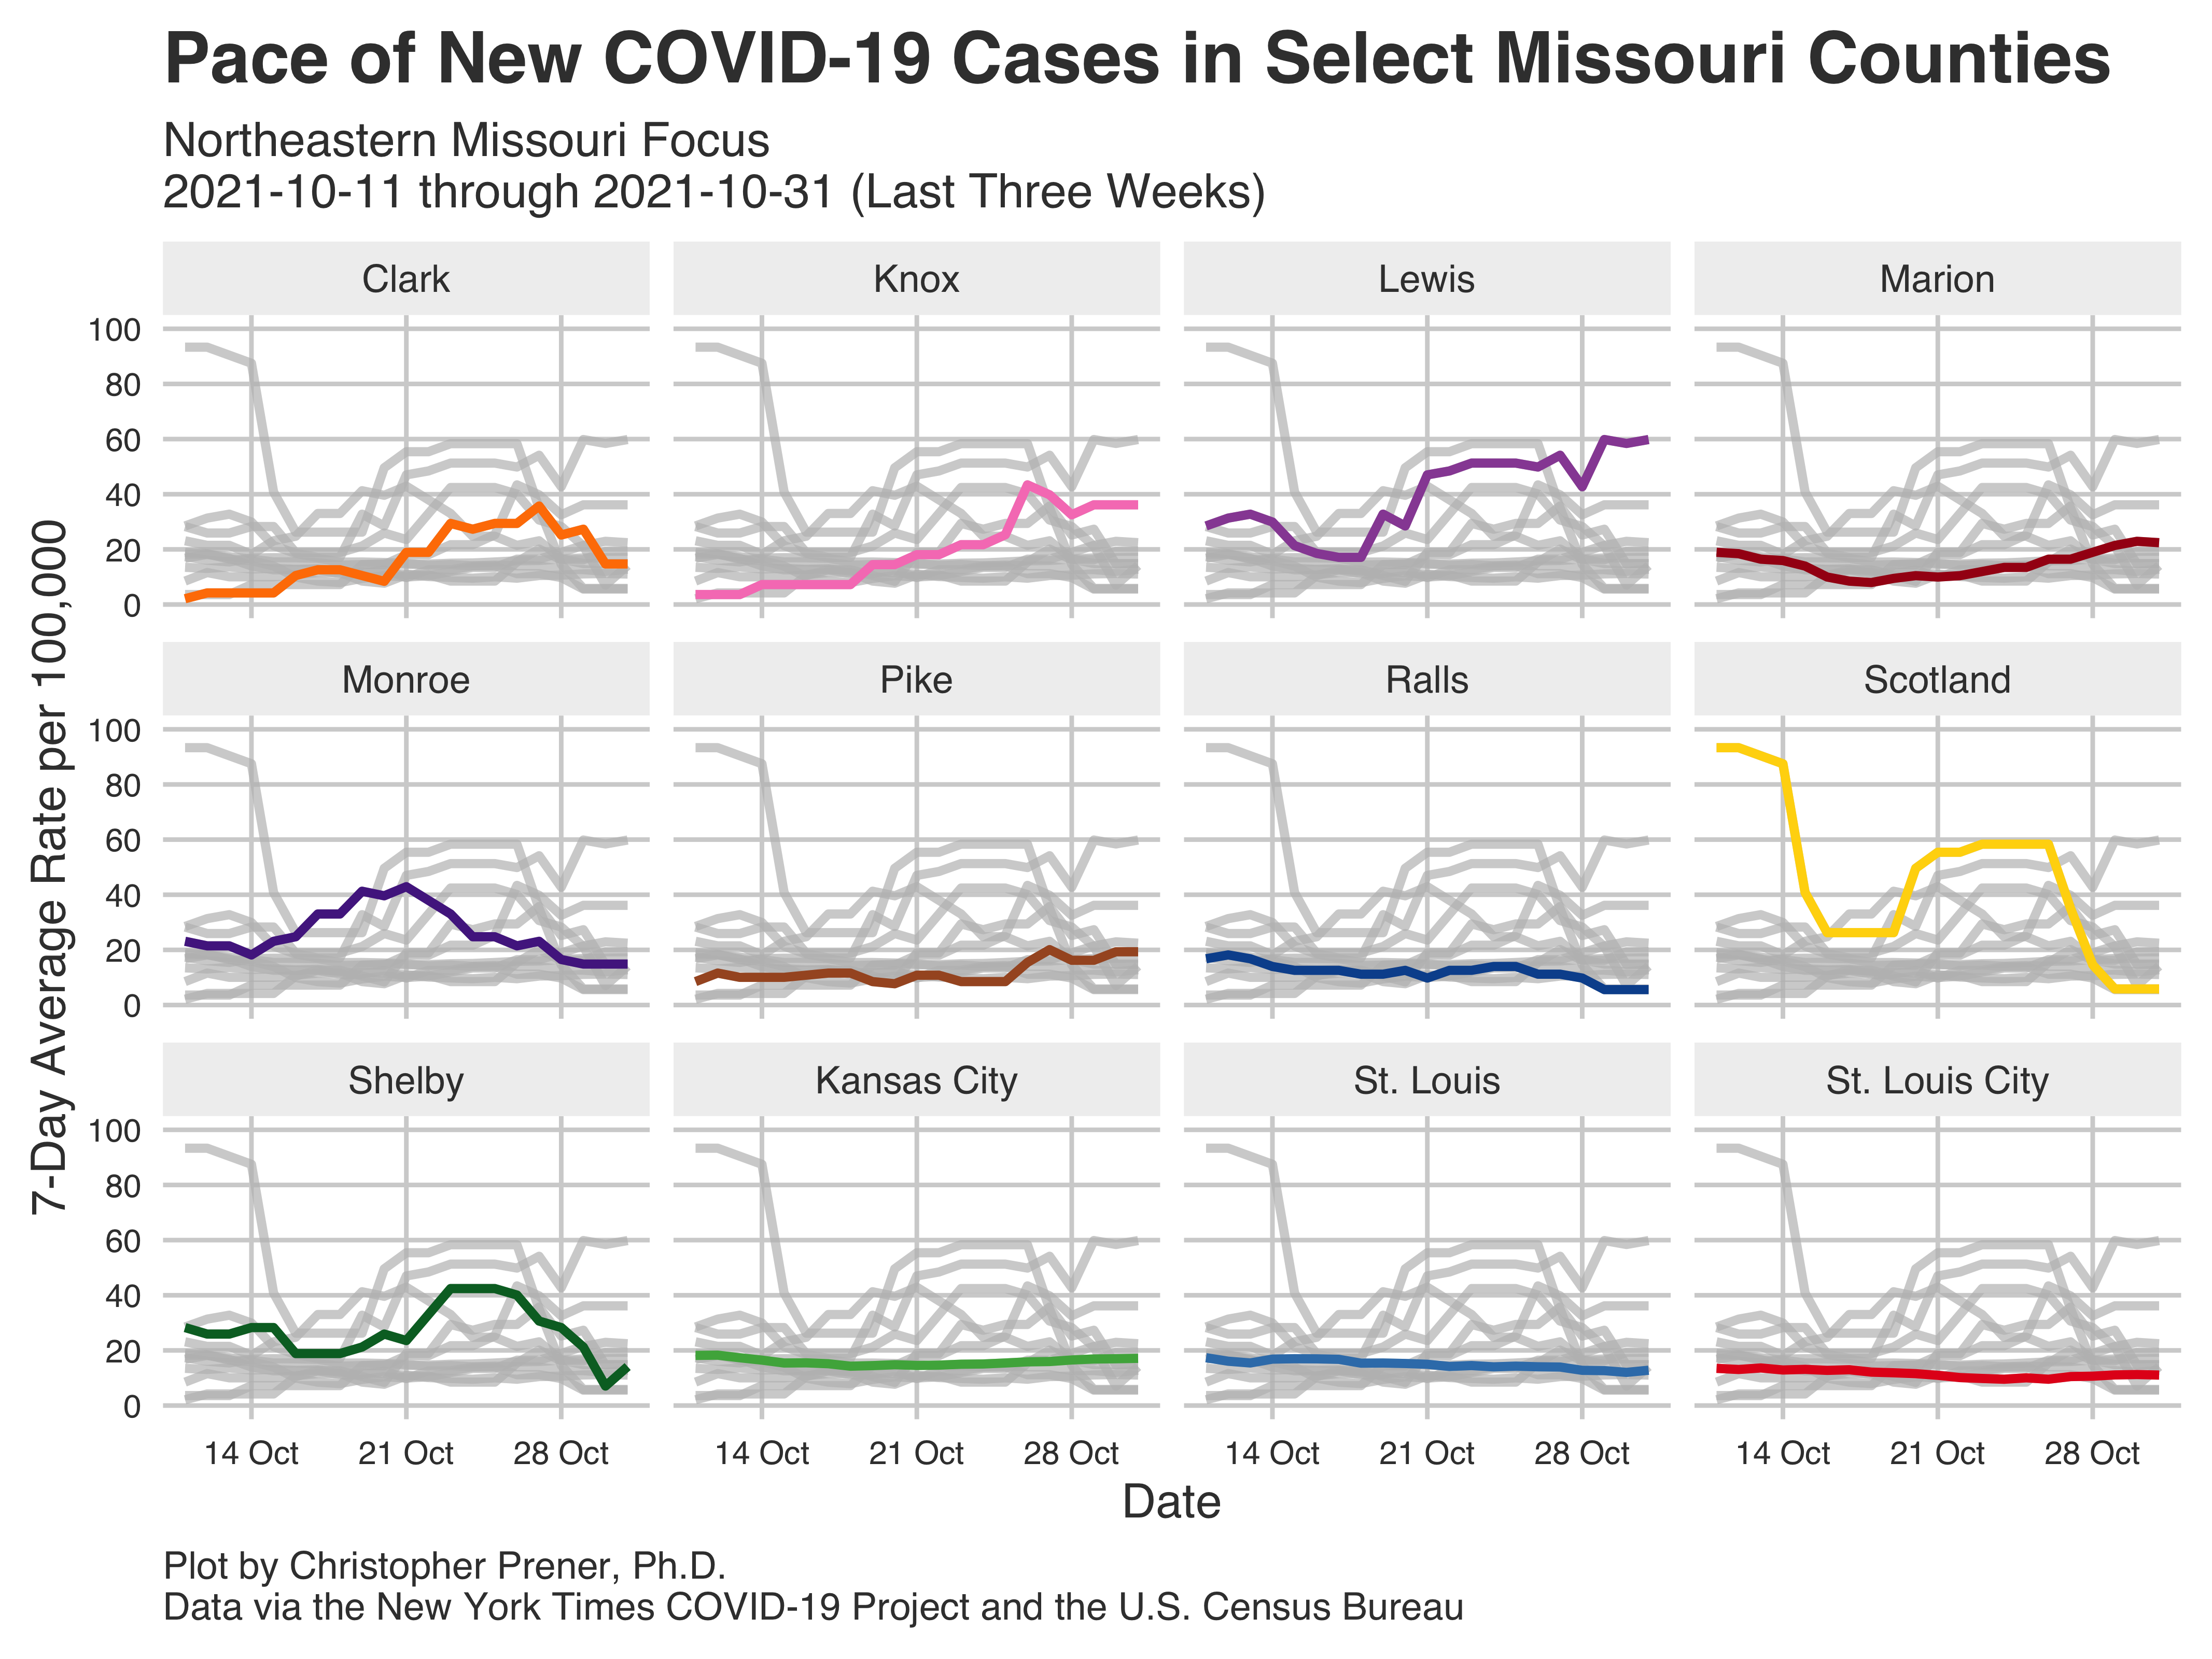 Pace of New COVID-19 Cases in Select Missouri Counties
Northeastern Missouri Focus
2021-10-11 through 2021-10-31 (Last Three Weeks)
Clark
Knox
Lewis
Marion
100
80
60
40
20
0
Monroe
Pike
Ralls
Scotland
100
80
60
40
20
0
Shelby
Kansas City
St. Louis
St. Louis City
100
80
60
40
20
0
7-Day Average Rate per 100,000
14 Oct 21 Oct 28 Oct
14 Oct 21 Oct 28 Oct
14 Oct 21 Oct 28 Oct
14 Oct 21 Oct 28 Oct
Date
Plot by Christopher Prener, Ph.D.
Data via the New York Times COVID-19 Project and the U.S. Census Bureau